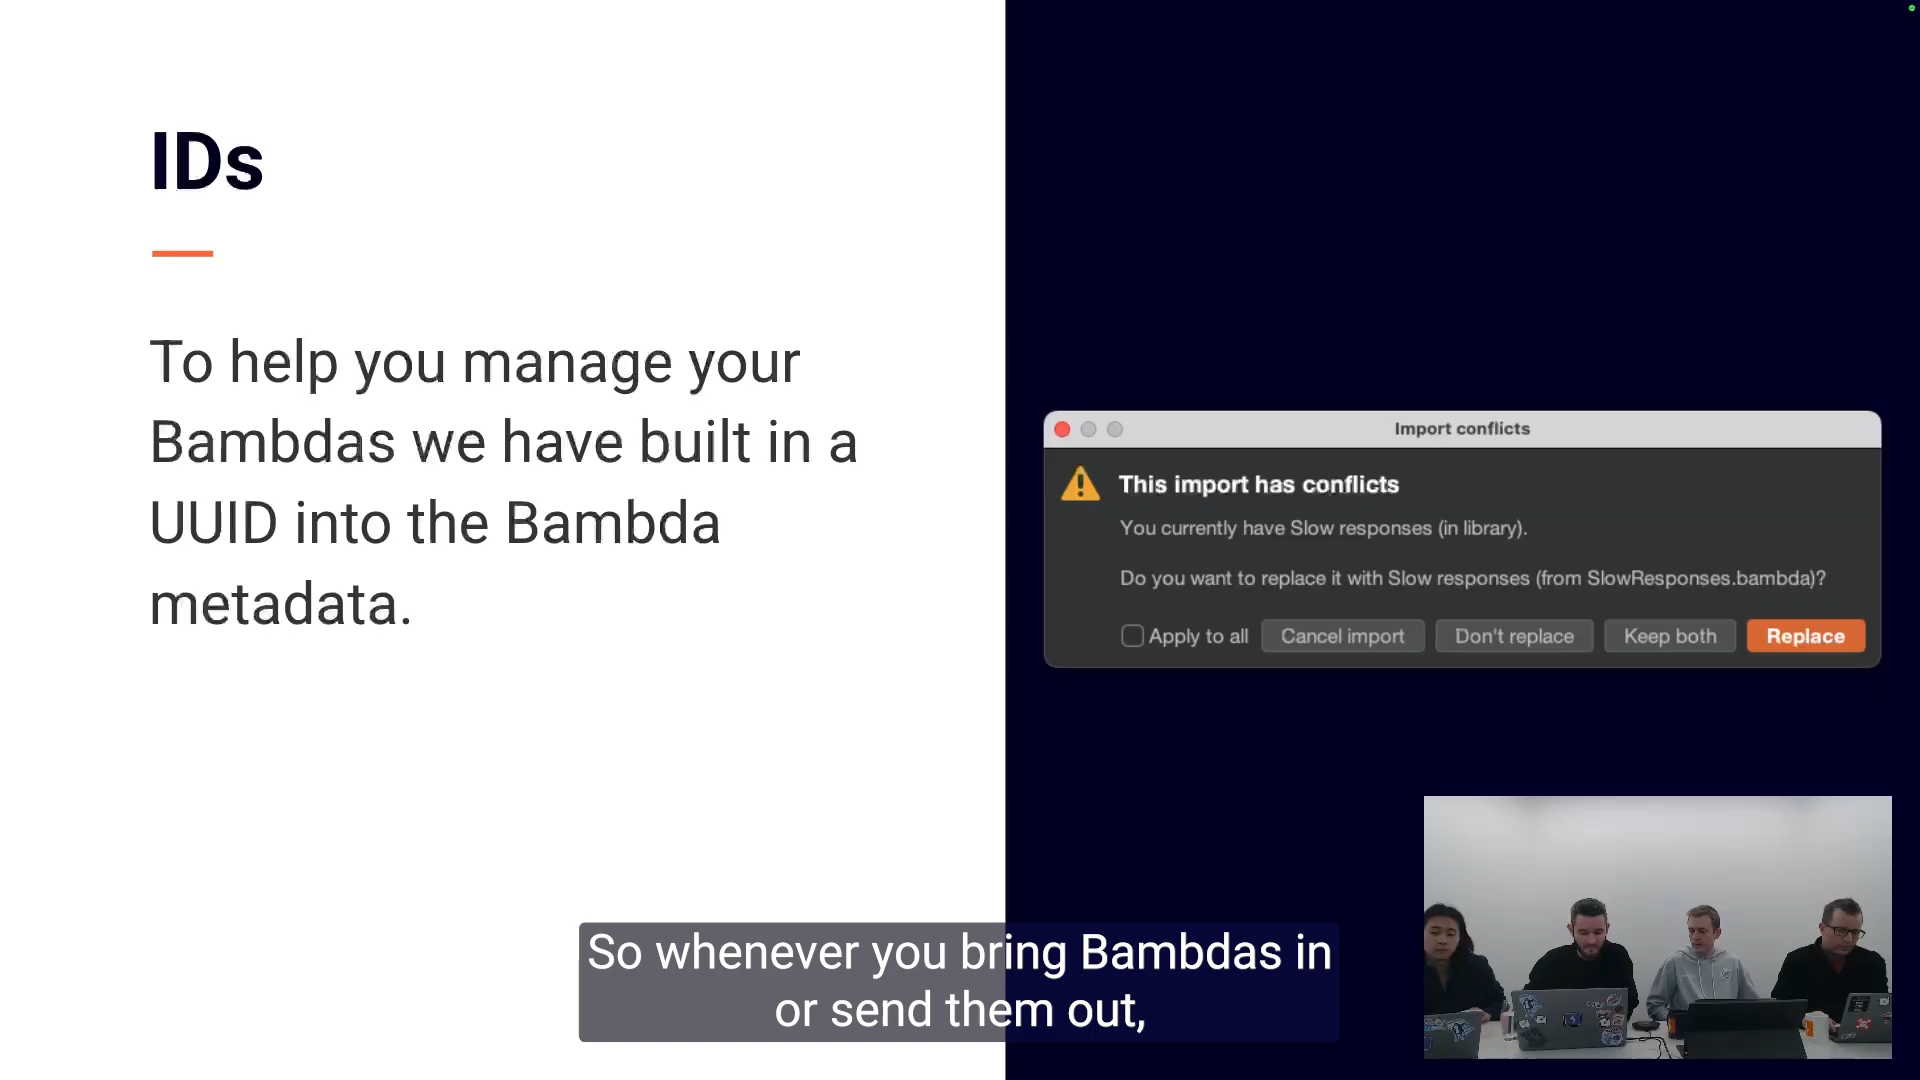 IDs
To help you manage your
Bambdas we have built in a
UUID into the Bambda
metadata.
Import conflicts
This import has conflicts
You currently have Slow responses (in library).
Do you want to replace it with Slow responses (from SlowResponses.bambda)?
Apply to all
Cancel import
Don't replace
Keep both
Replace
So whenever you bring Bambdas in
or send them out,